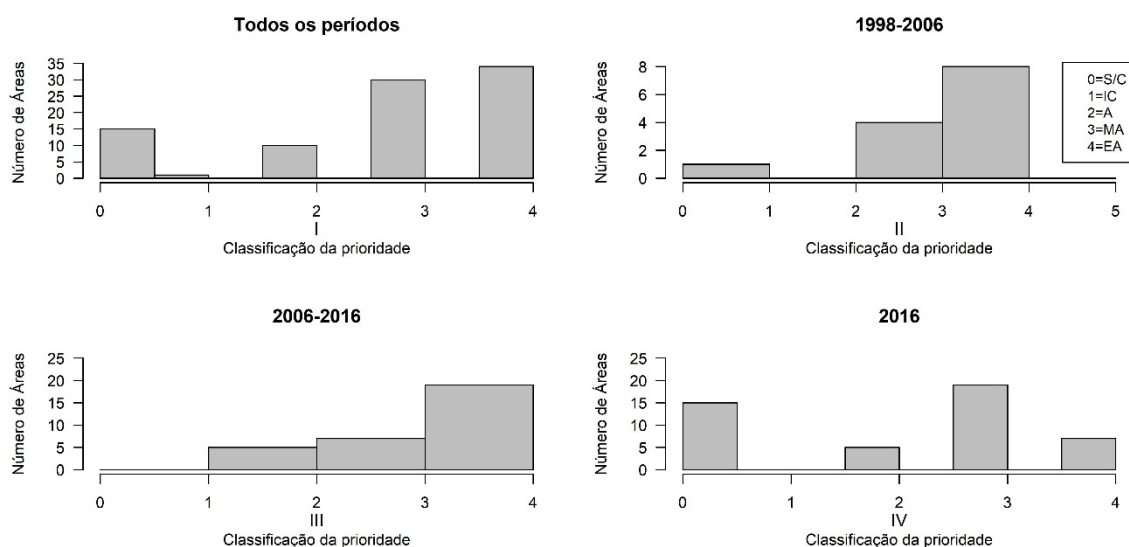 Todos os períodos
Número de Áreas
35
30
25
20
15
10
5
0
0 1 2 3 4
I
Classificação da prioridade
1998-2006
Número de Áreas
8
6
4
2
0
0 1 2 3 4 5
II
Classificação da prioridade
0=S/C
1=IC
2=A
3=MA
4=EA
2006-2016
Número de Áreas
25
20
15
10
5
0
0 1 2 3 4
III
Classificação da prioridade
2016
Número de Áreas
25
20
15
10
5
0
0 1 2 3 4
IV
Classificação da prioridade